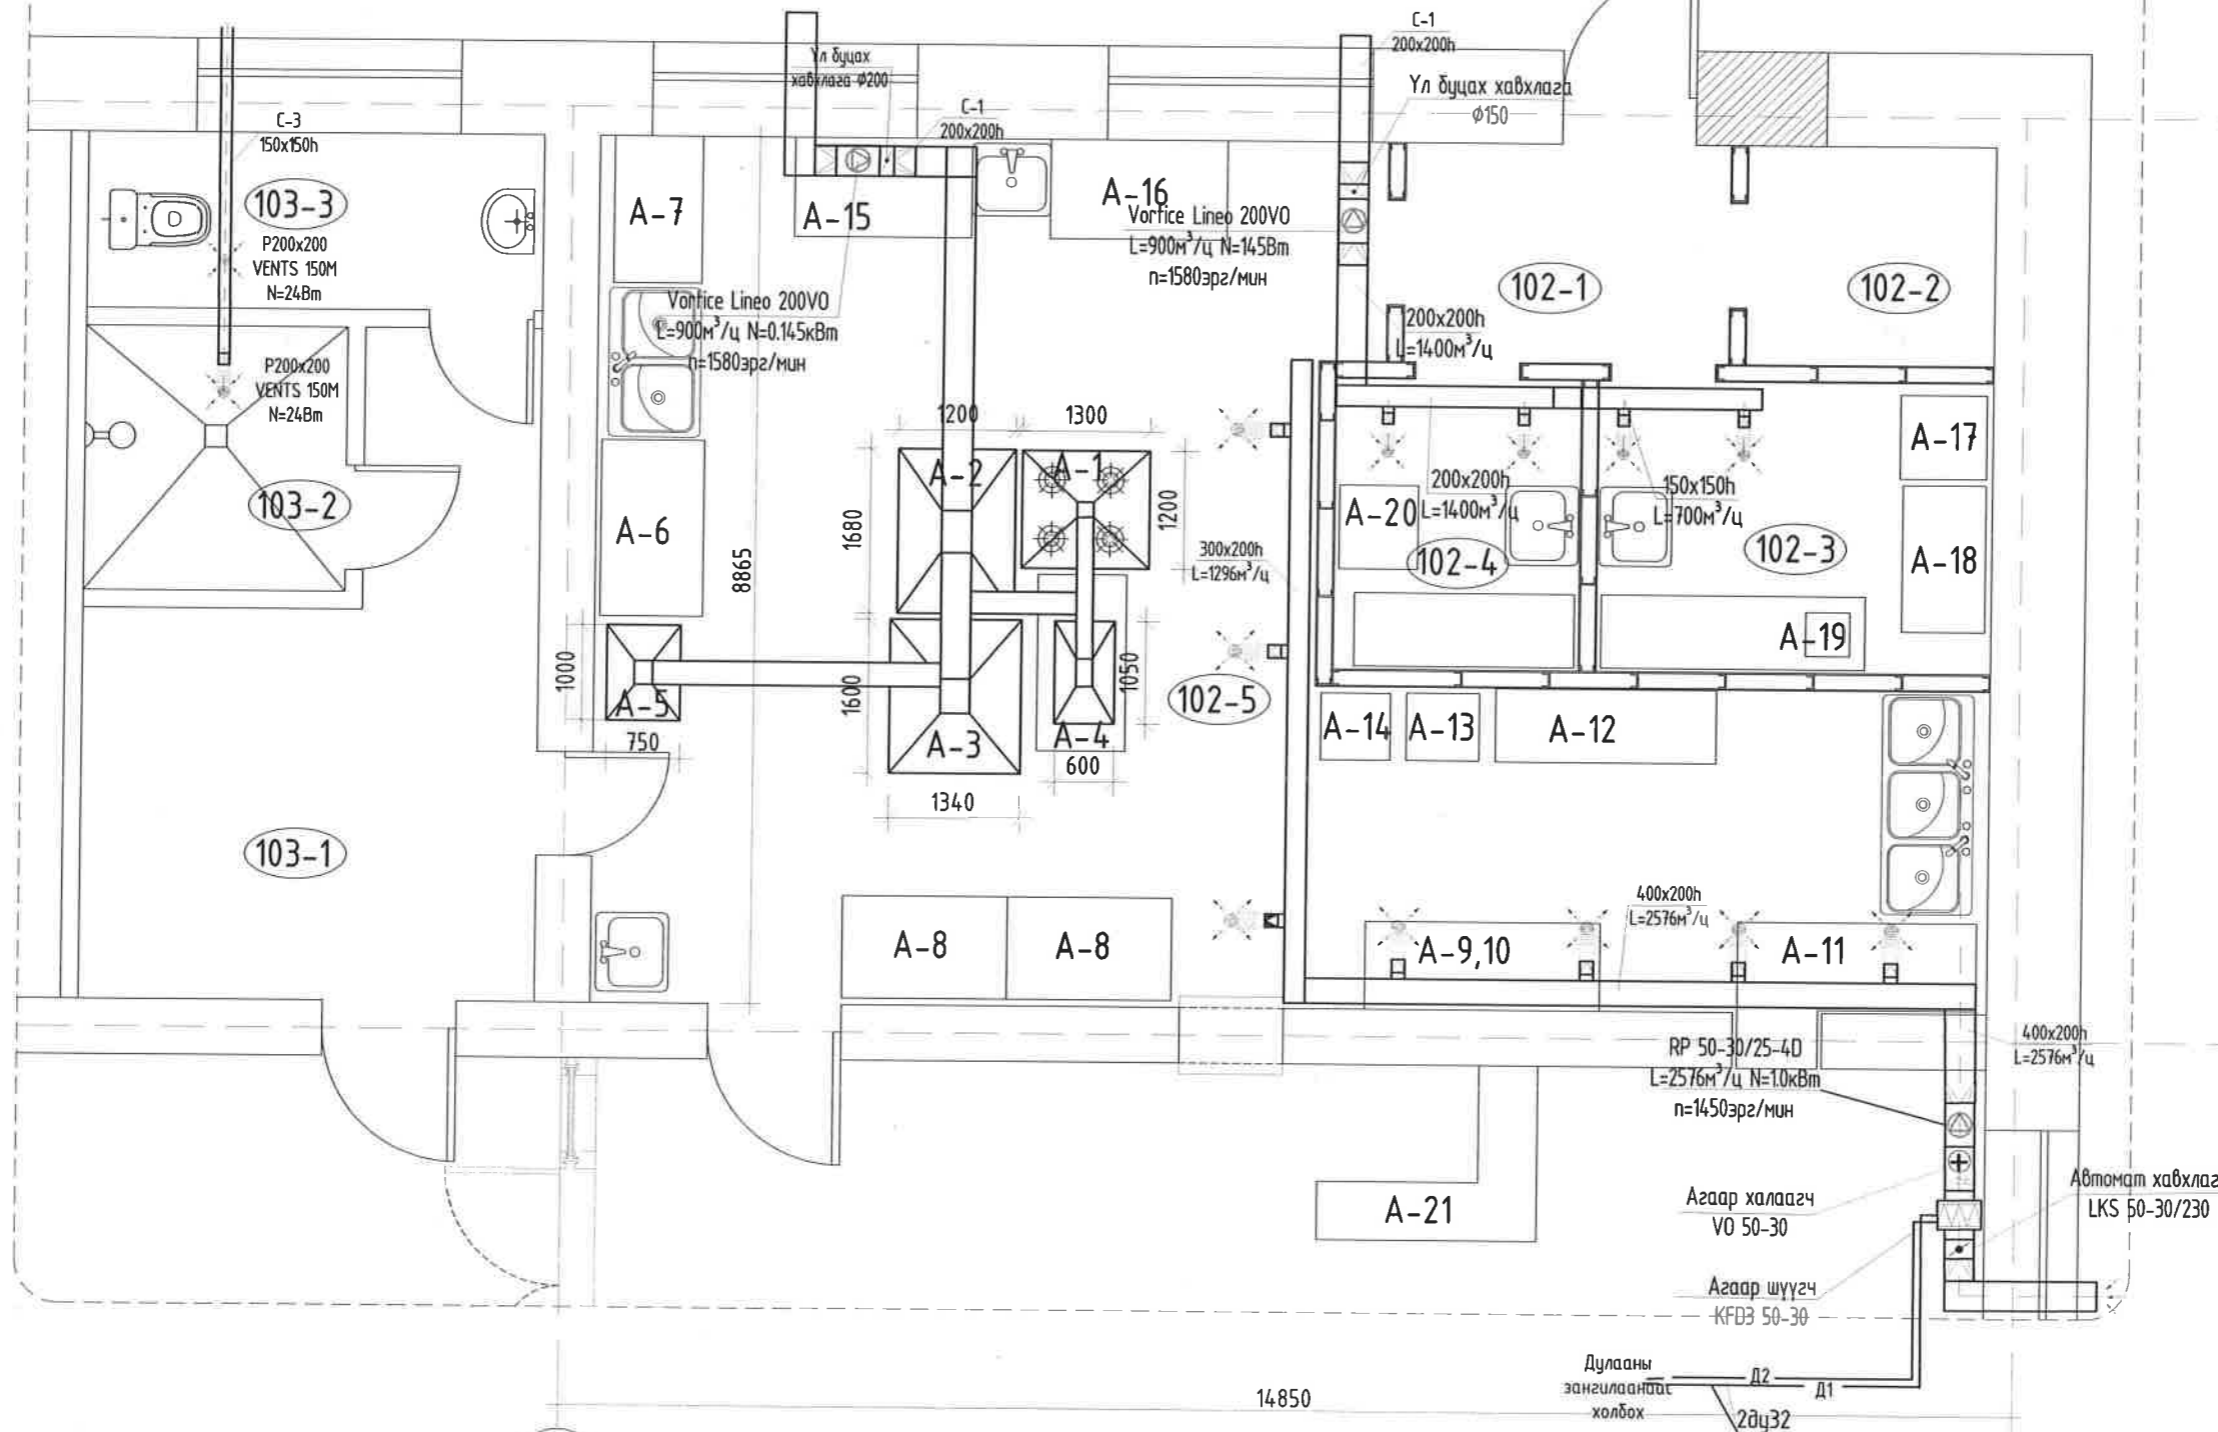 C-1
200x200h
Үл буцах
хавхлага Ф200
Үл буцах хавхлага
Ф150
C-3
150x150h
C-1
200x200h
103-3
P200x200
VENTS 150M
N=24Вт
A-7
A-15
A-16
Vortice Lineo 200VO
L=900м³/ц N=145Вт
n=1580эрг/мин
102-1
102-2
Vortice Lineo 200VO
L=900м³/ц N=0.145кВт
n=1580эрг/мин
200x200h
L=1400м³/ц
P200x200
VENTS 150M
N=24Вт
1200
1300
A-17
A-2
A-1
103-2
A-6
1680
1200
8865
200x200h
L=1400м³/ц
150x150h
L=700м³/ц
A-20
102-4
102-3
A-18
300x200h
L=1296м³/ц
A-19
1000
A-5
750
1600
1050
102-5
A-3
A-4
600
1340
A-14
A-13
A-12
103-1
A-8
A-8
400x200h
L=2576м³/ц
A-9,10
A-11
RP 50-30/25-4D
L=2576м³/ц N=1.0кВт
n=1450эрг/мин
400x200h
L=2576м³/ц
A-21
Агаар халаагч
VO 50-30
Автомат хавхлаг
LKS 50-30/230
Агаар шүүгч
KFD3 50-30
Дулааны
зангилаанаас
холбох
Д2
Д1
2ду32
14850